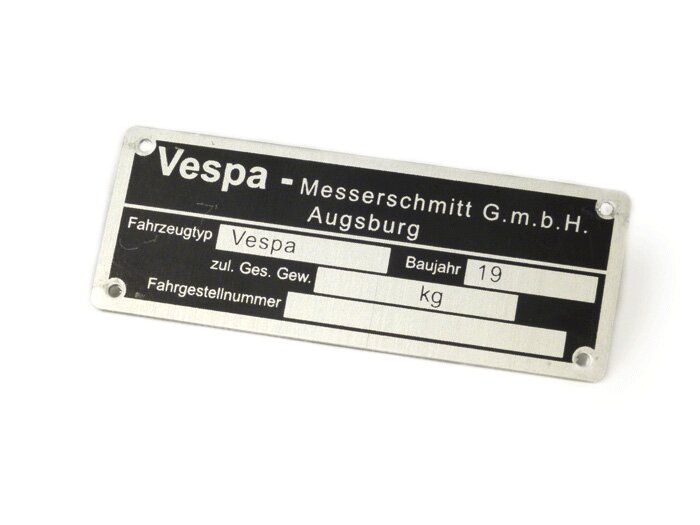 Vespa - Messerschmitt G.m.b.H.
Augsburg
Fahrzeugtyp Vespa Baujahr 19
zul. Ges. Gew. kg
Fahrgestellnummer